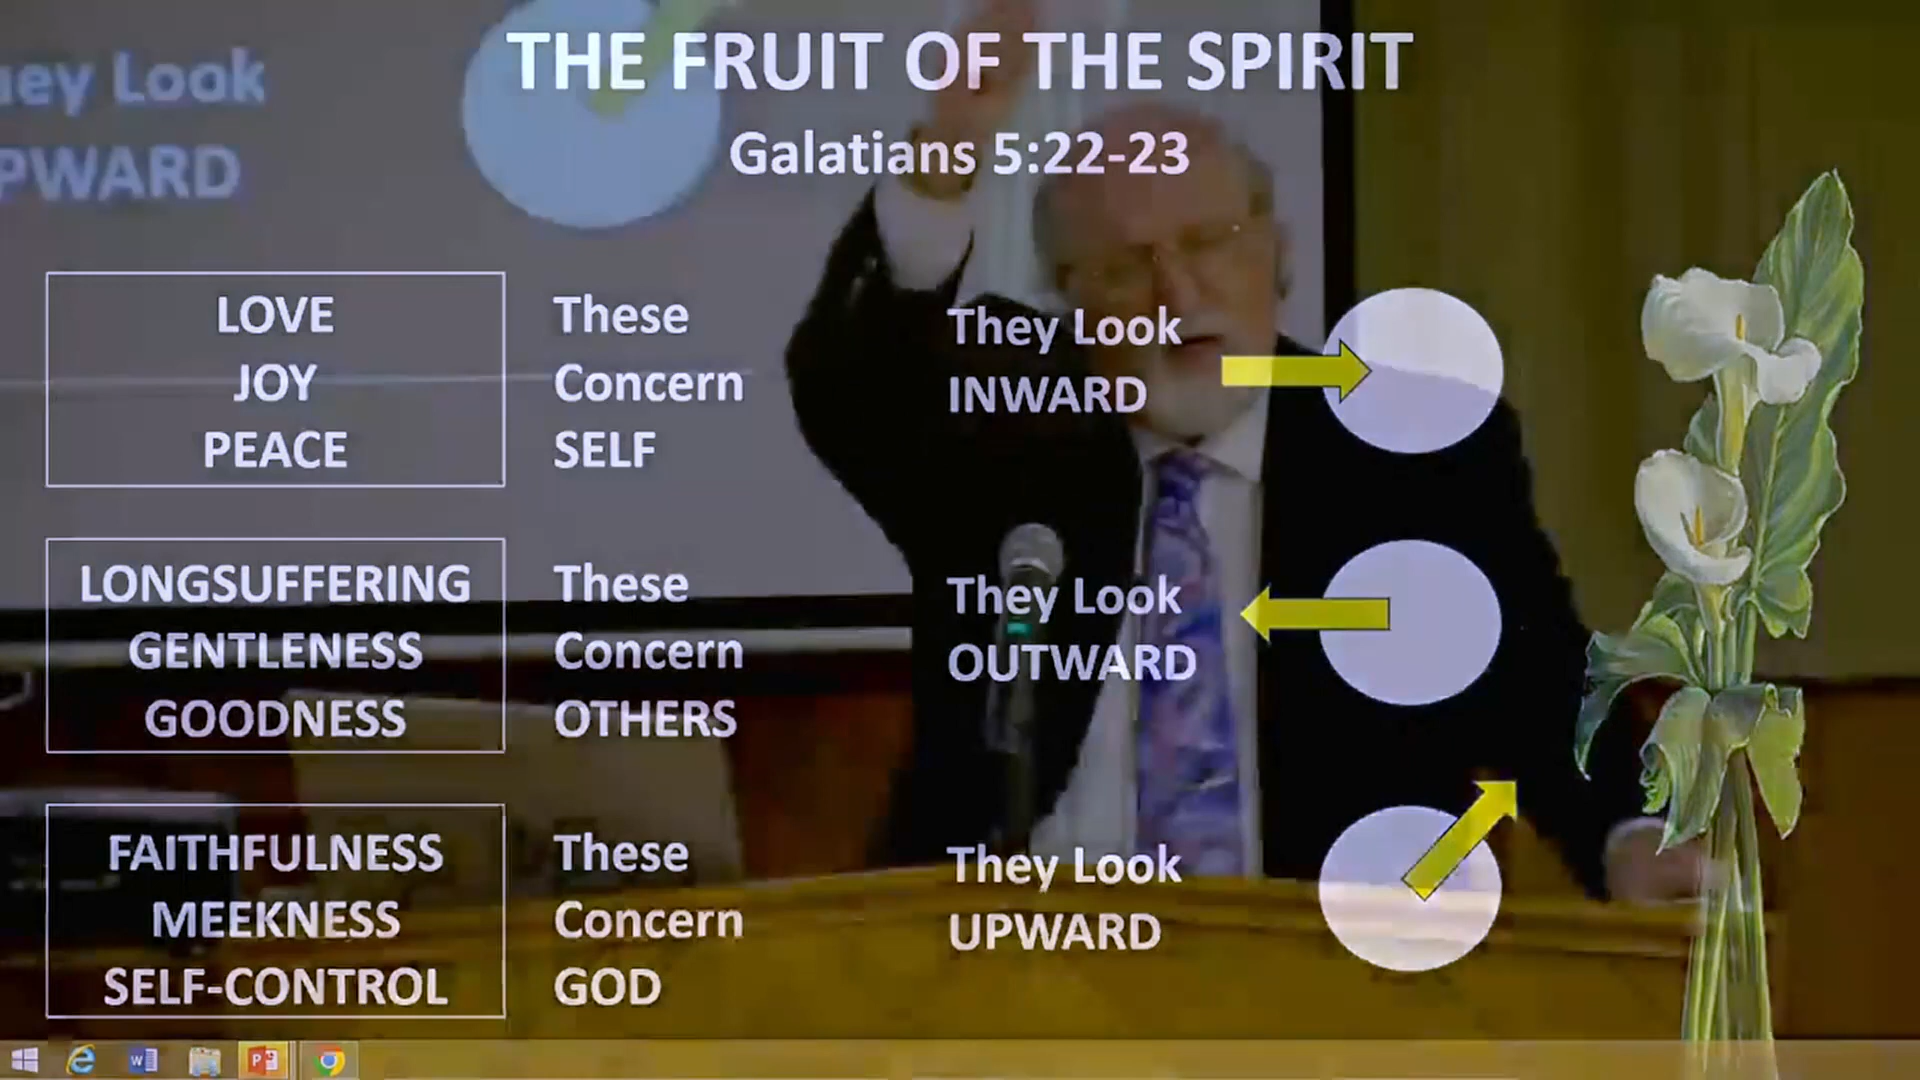 THE FRUIT OF THE SPIRIT
Galatians 5:22-23
Look
PWARD
LOVE
JOY
PEACE
These
Concern
SELF
They Look
INWARD
LONGSUFFERING
GENTLENESS
GOODNESS
These
Concern
OTHERS
They Look
OUTWARD
FAITHFULNESS
MEEKNESS
SELF-CONTROL
These
Concern
GOD
They Look
UPWARD